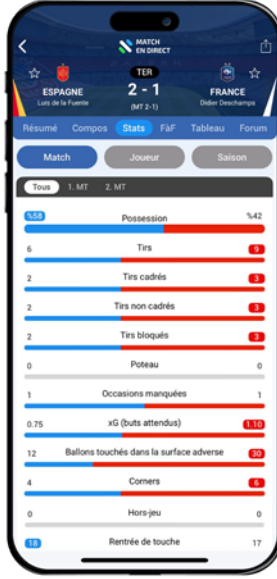 MATCH
EN DIRECT
TER
ESPAGNE 2 - 1 FRANCE
Luis de la Fuente (MT 2-1) Didier Deschamps
Résumé Compos Stats FàF Tableau Forum
Match Joueur Saison
Tous 1. MT 2. MT
%58 Possession %42
6 Tirs 9
2 Tirs cadrés 3
2 Tirs non cadrés 3
2 Tirs bloqués 3
0 Poteau 0
1 Occasions manquées 1
0.75 xG (buts attendus) 1.10
12 Ballons touchés dans la surface adverse 30
4 Corners 6
0 Hors-jeu 0
18 Rentrée de touche 17